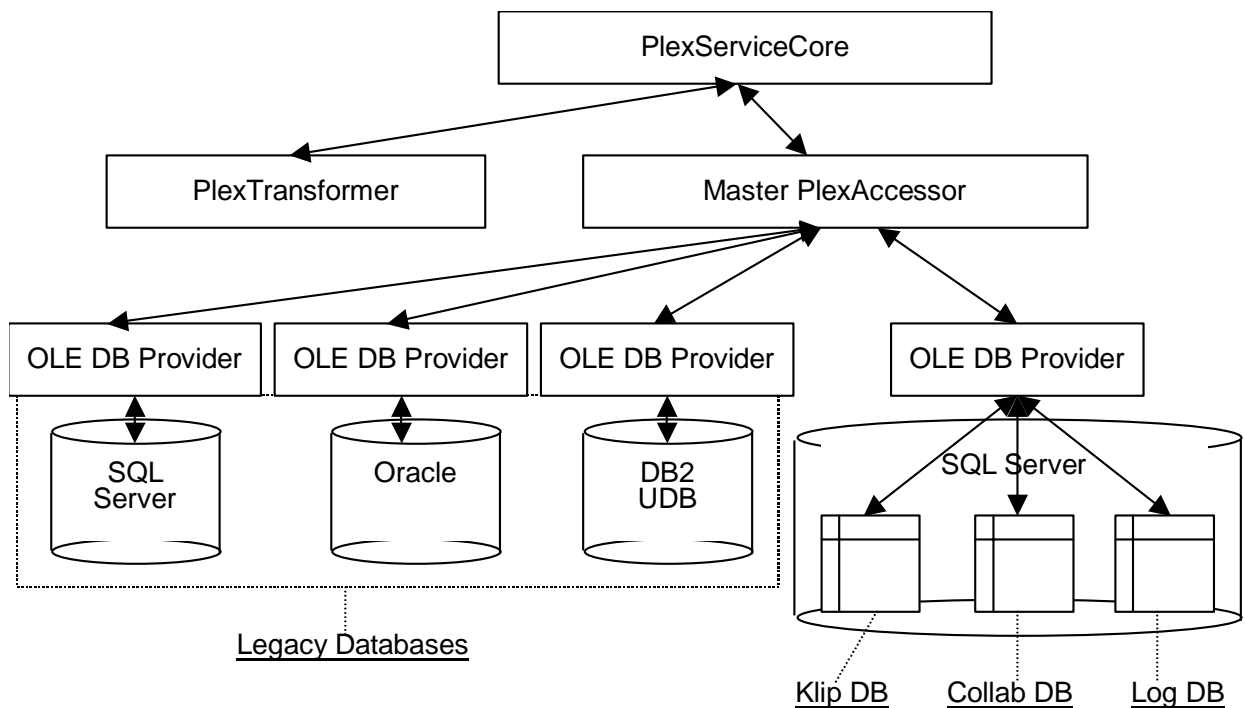 PlexServiceCore
PlexTransformer
Master PlexAccessor
OLE DB Provider
OLE DB Provider
OLE DB Provider
OLE DB Provider
SQL
Server
Oracle
DB2
UDB
SQL Server
Legacy Databases
Klip DB
Collab DB
Log DB